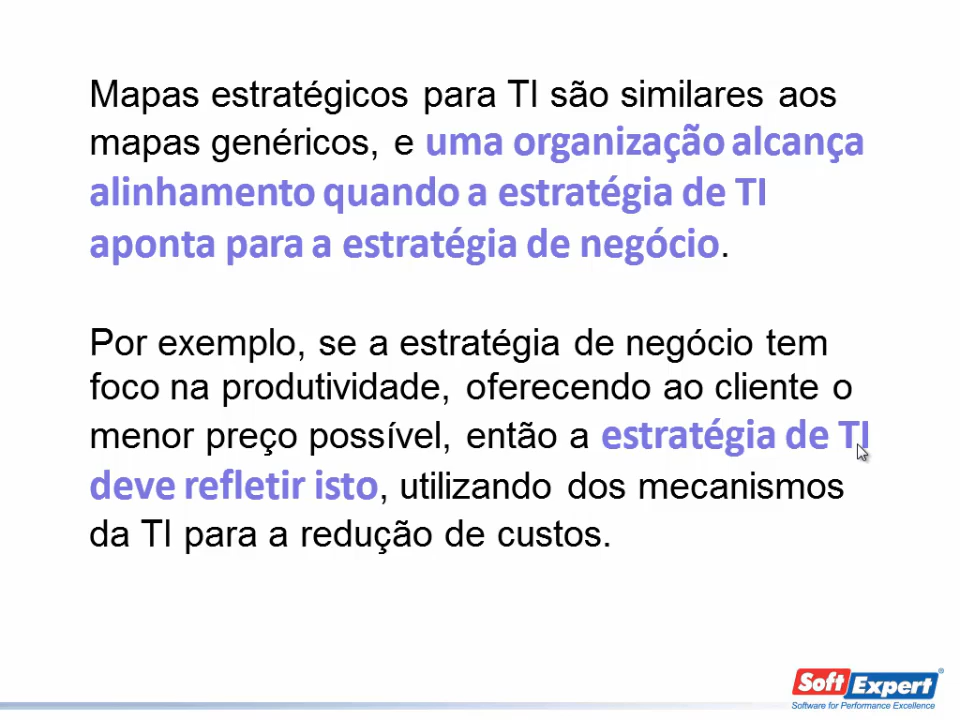 Mapas estratégicos para TI são similares aos
mapas genéricos, e uma organização alcança
alinhamento quando a estratégia de TI
aponta para a estratégia de negócio.
Por exemplo, se a estratégia de negócio tem
foco na produtividade, oferecendo ao cliente o
menor preço possível, então a estratégia de TI
deve refletir isto, utilizando dos mecanismos
da TI para a redução de custos.
SoftExpert®
Software for Performance Excellence